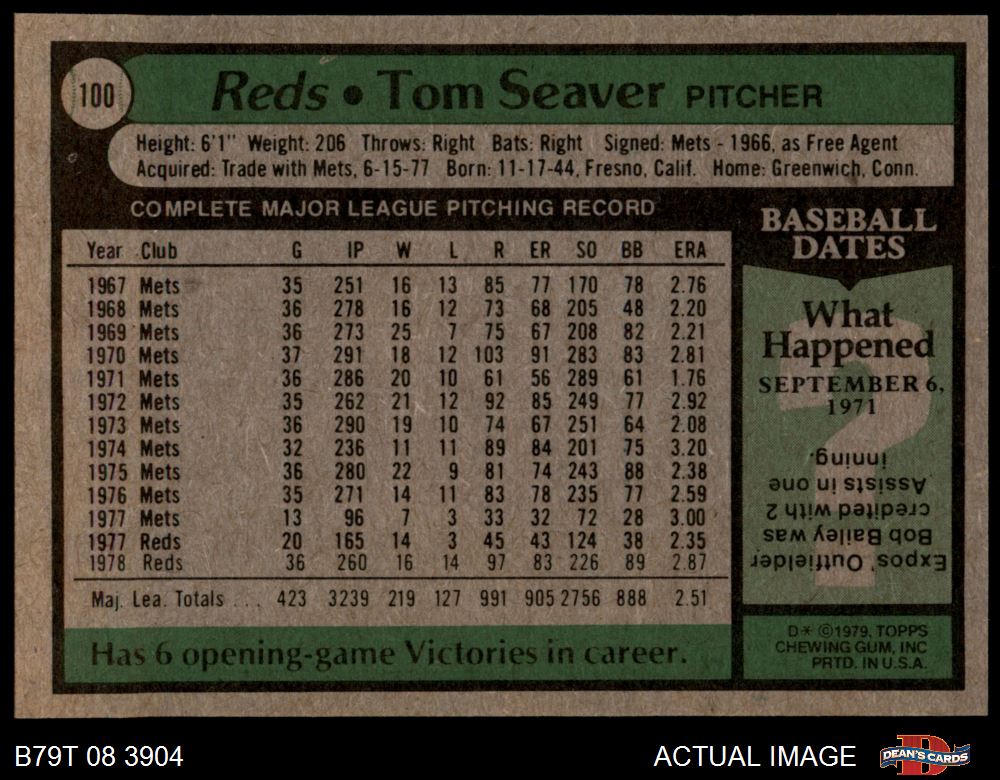 100
Reds • Tom Seaver PITCHER
Height: 6'1" Weight: 206 Throws: Right Bats: Right Signed: Mets - 1966, as Free Agent
Acquired: Trade with Mets, 6-15-77 Born: 11-17-44, Fresno, Calif. Home: Greenwich, Conn.
COMPLETE MAJOR LEAGUE PITCHING RECORD
Year Club G IP W L R ER SO BB ERA
1967 Mets 35 251 16 13 85 77 170 78 2.76
1968 Mets 36 278 16 12 73 68 205 48 2.20
1969 Mets 36 273 25 7 75 67 208 82 2.21
1970 Mets 37 291 18 12 103 91 283 83 2.81
1971 Mets 36 286 20 10 61 56 289 61 1.76
1972 Mets 35 262 21 12 92 85 249 77 2.92
1973 Mets 36 290 19 10 74 67 251 64 2.08
1974 Mets 32 236 11 11 89 84 201 75 3.20
1975 Mets 36 280 22 9 81 74 243 88 2.38
1976 Mets 35 271 14 11 83 78 235 77 2.59
1977 Mets 13 96 7 3 33 32 72 28 3.00
1977 Reds 20 165 14 3 45 43 124 38 2.35
1978 Reds 36 260 16 14 97 83 226 89 2.87
Maj. Lea. Totals ... 423 3239 219 127 991 905 2756 888 2.51
Has 6 opening-game Victories in career.
BASEBALL
DATES
What
Happened
SEPTEMBER 6,
1971
?
Expos' Outfielder
Bob Bailey was
credited with 2
Assists in one
inning.
D* ©1979, TOPPS
CHEWING GUM, INC
PRTD. IN U.S.A.
B79T 08 3904
ACTUAL IMAGE
DEAN'S CARDS